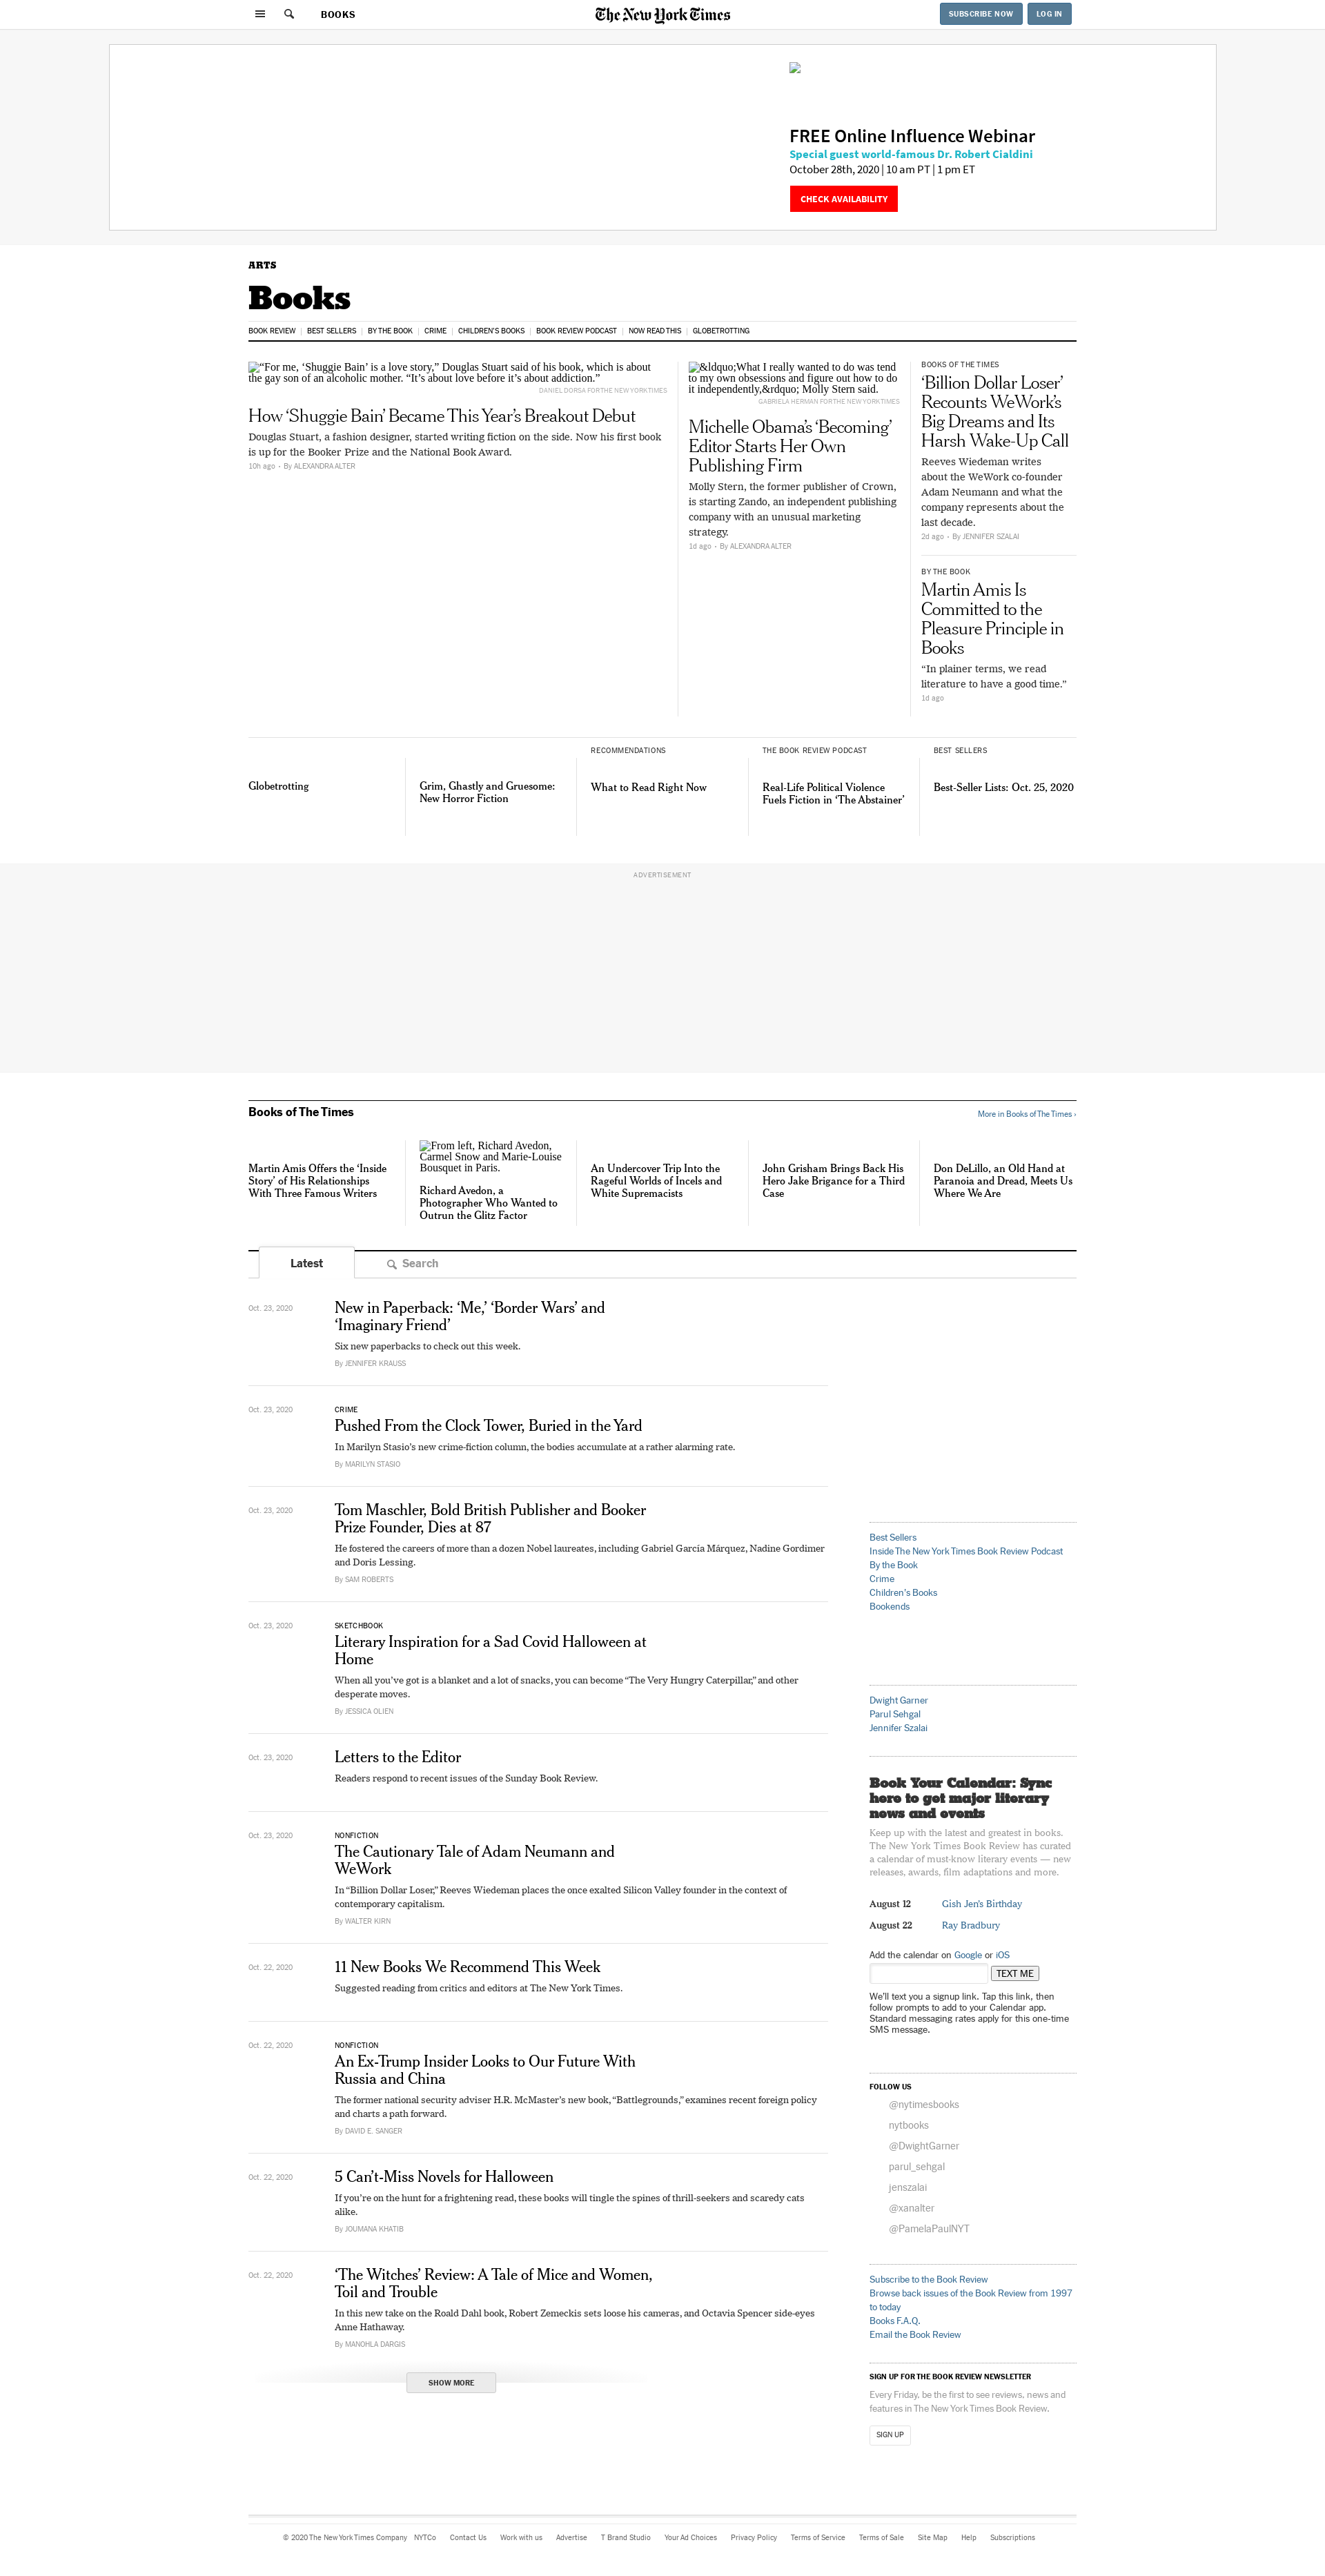 BOOKS
The New York Times
SUBSCRIBE NOW
LOG IN
FREE Online Influence Webinar
Special guest world-famous Dr. Robert Cialdini
October 28th, 2020 | 10 am PT | 1 pm ET
CHECK AVAILABILITY
ARTS
Books
BOOK REVIEW | BEST SELLERS | BY THE BOOK | CRIME | CHILDREN'S BOOKS | BOOK REVIEW PODCAST | NOW READ THIS | GLOBETROTTING
“For me, ‘Shuggie Bain’ is a love story,” Douglas Stuart said of his book, which is about
the gay son of an alcoholic mother. “It’s about love before it’s about addiction.”
DANIEL DORSA FOR THE NEW YORK TIMES
How ‘Shuggie Bain’ Became This Year’s Breakout Debut
Douglas Stuart, a fashion designer, started writing fiction on the side. Now his first book
is up for the Booker Prize and the National Book Award.
10h ago • By ALEXANDRA ALTER
&ldquo;What I really wanted to do was tend
to my own obsessions and figure out how to do
it independently,&rdquo; Molly Stern said.
GABRIELA HERMAN FOR THE NEW YORK TIMES
Michelle Obama’s ‘Becoming’
Editor Starts Her Own
Publishing Firm
Molly Stern, the former publisher of Crown,
is starting Zando, an independent publishing
company with an unusual marketing
strategy.
1d ago • By ALEXANDRA ALTER
BOOKS OF THE TIMES
‘Billion Dollar Loser’
Recounts WeWork’s
Big Dreams and Its
Harsh Wake-Up Call
Reeves Wiedeman writes
about the WeWork co-founder
Adam Neumann and what the
company represents about the
last decade.
2d ago • By JENNIFER SZALAI
BY THE BOOK
Martin Amis Is
Committed to the
Pleasure Principle in
Books
“In plainer terms, we read
literature to have a good time.”
1d ago
Globetrotting
Grim, Ghastly and Gruesome:
New Horror Fiction
RECOMMENDATIONS
What to Read Right Now
THE BOOK REVIEW PODCAST
Real-Life Political Violence
Fuels Fiction in ‘The Abstainer’
BEST SELLERS
Best-Seller Lists: Oct. 25, 2020
ADVERTISEMENT
Books of The Times
More in Books of The Times ›
Martin Amis Offers the ‘Inside
Story’ of His Relationships
With Three Famous Writers
From left, Richard Avedon,
Carmel Snow and Marie-Louise
Bousquet in Paris.
Richard Avedon, a
Photographer Who Wanted to
Outrun the Glitz Factor
An Undercover Trip Into the
Rageful Worlds of Incels and
White Supremacists
John Grisham Brings Back His
Hero Jake Brigance for a Third
Case
Don DeLillo, an Old Hand at
Paranoia and Dread, Meets Us
Where We Are
Latest
Search
Oct. 23, 2020
New in Paperback: ‘Me,’ ‘Border Wars’ and
‘Imaginary Friend’
Six new paperbacks to check out this week.
By JENNIFER KRAUSS
Oct. 23, 2020
CRIME
Pushed From the Clock Tower, Buried in the Yard
In Marilyn Stasio’s new crime-fiction column, the bodies accumulate at a rather alarming rate.
By MARILYN STASIO
Oct. 23, 2020
Tom Maschler, Bold British Publisher and Booker
Prize Founder, Dies at 87
He fostered the careers of more than a dozen Nobel laureates, including Gabriel García Márquez, Nadine Gordimer
and Doris Lessing.
By SAM ROBERTS
Oct. 23, 2020
SKETCHBOOK
Literary Inspiration for a Sad Covid Halloween at
Home
When all you’ve got is a blanket and a lot of snacks, you can become “The Very Hungry Caterpillar,” and other
desperate moves.
By JESSICA OLIEN
Oct. 23, 2020
Letters to the Editor
Readers respond to recent issues of the Sunday Book Review.
Oct. 23, 2020
NONFICTION
The Cautionary Tale of Adam Neumann and
WeWork
In “Billion Dollar Loser,” Reeves Wiedeman places the once exalted Silicon Valley founder in the context of
contemporary capitalism.
By WALTER KIRN
Oct. 22, 2020
11 New Books We Recommend This Week
Suggested reading from critics and editors at The New York Times.
Oct. 22, 2020
NONFICTION
An Ex-Trump Insider Looks to Our Future With
Russia and China
The former national security adviser H.R. McMaster’s new book, “Battlegrounds,” examines recent foreign policy
and charts a path forward.
By DAVID E. SANGER
Oct. 22, 2020
5 Can’t-Miss Novels for Halloween
If you’re on the hunt for a frightening read, these books will tingle the spines of thrill-seekers and scaredy cats
alike.
By JOUMANA KHATIB
Oct. 22, 2020
‘The Witches’ Review: A Tale of Mice and Women,
Toil and Trouble
In this new take on the Roald Dahl book, Robert Zemeckis sets loose his cameras, and Octavia Spencer side-eyes
Anne Hathaway.
By MANOHLA DARGIS
SHOW MORE
Best Sellers
Inside The New York Times Book Review Podcast
By the Book
Crime
Children's Books
Bookends
Dwight Garner
Parul Sehgal
Jennifer Szalai
Book Your Calendar: Sync
here to get major literary
news and events
Keep up with the latest and greatest in books.
The New York Times Book Review has curated
a calendar of must-know literary events — new
releases, awards, film adaptations and more.
August 12 Gish Jen’s Birthday
August 22 Ray Bradbury
Add the calendar on Google or iOS
TEXT ME
We’ll text you a signup link. Tap this link, then
follow prompts to add to your Calendar app.
Standard messaging rates apply for this one-time
SMS message.
FOLLOW US
@nytimesbooks
nytbooks
@DwightGarner
parul_sehgal
jenszalai
@xanalter
@PamelaPaulNYT
Subscribe to the Book Review
Browse back issues of the Book Review from 1997
to today
Books F.A.Q.
Email the Book Review
SIGN UP FOR THE BOOK REVIEW NEWSLETTER
Every Friday, be the first to see reviews, news and
features in The New York Times Book Review.
SIGN UP
© 2020 The New York Times Company NYTCo Contact Us Work with us Advertise T Brand Studio Your Ad Choices Privacy Policy Terms of Service Terms of Sale Site Map Help Subscriptions